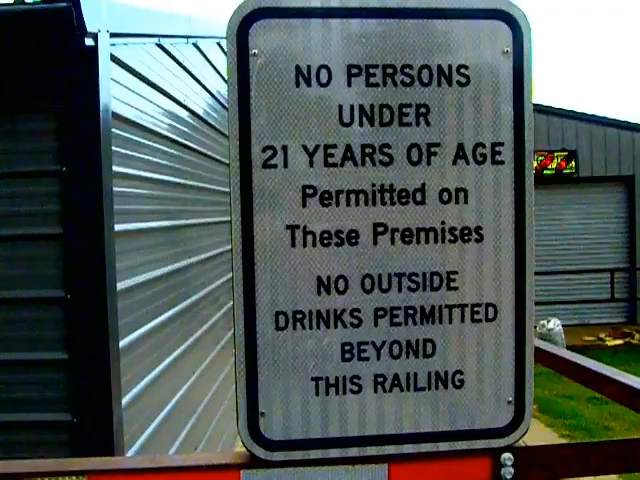 NO PERSONS
UNDER
21 YEARS OF AGE
Permitted on
These Premises
NO OUTSIDE
DRINKS PERMITTED
BEYOND
THIS RAILING